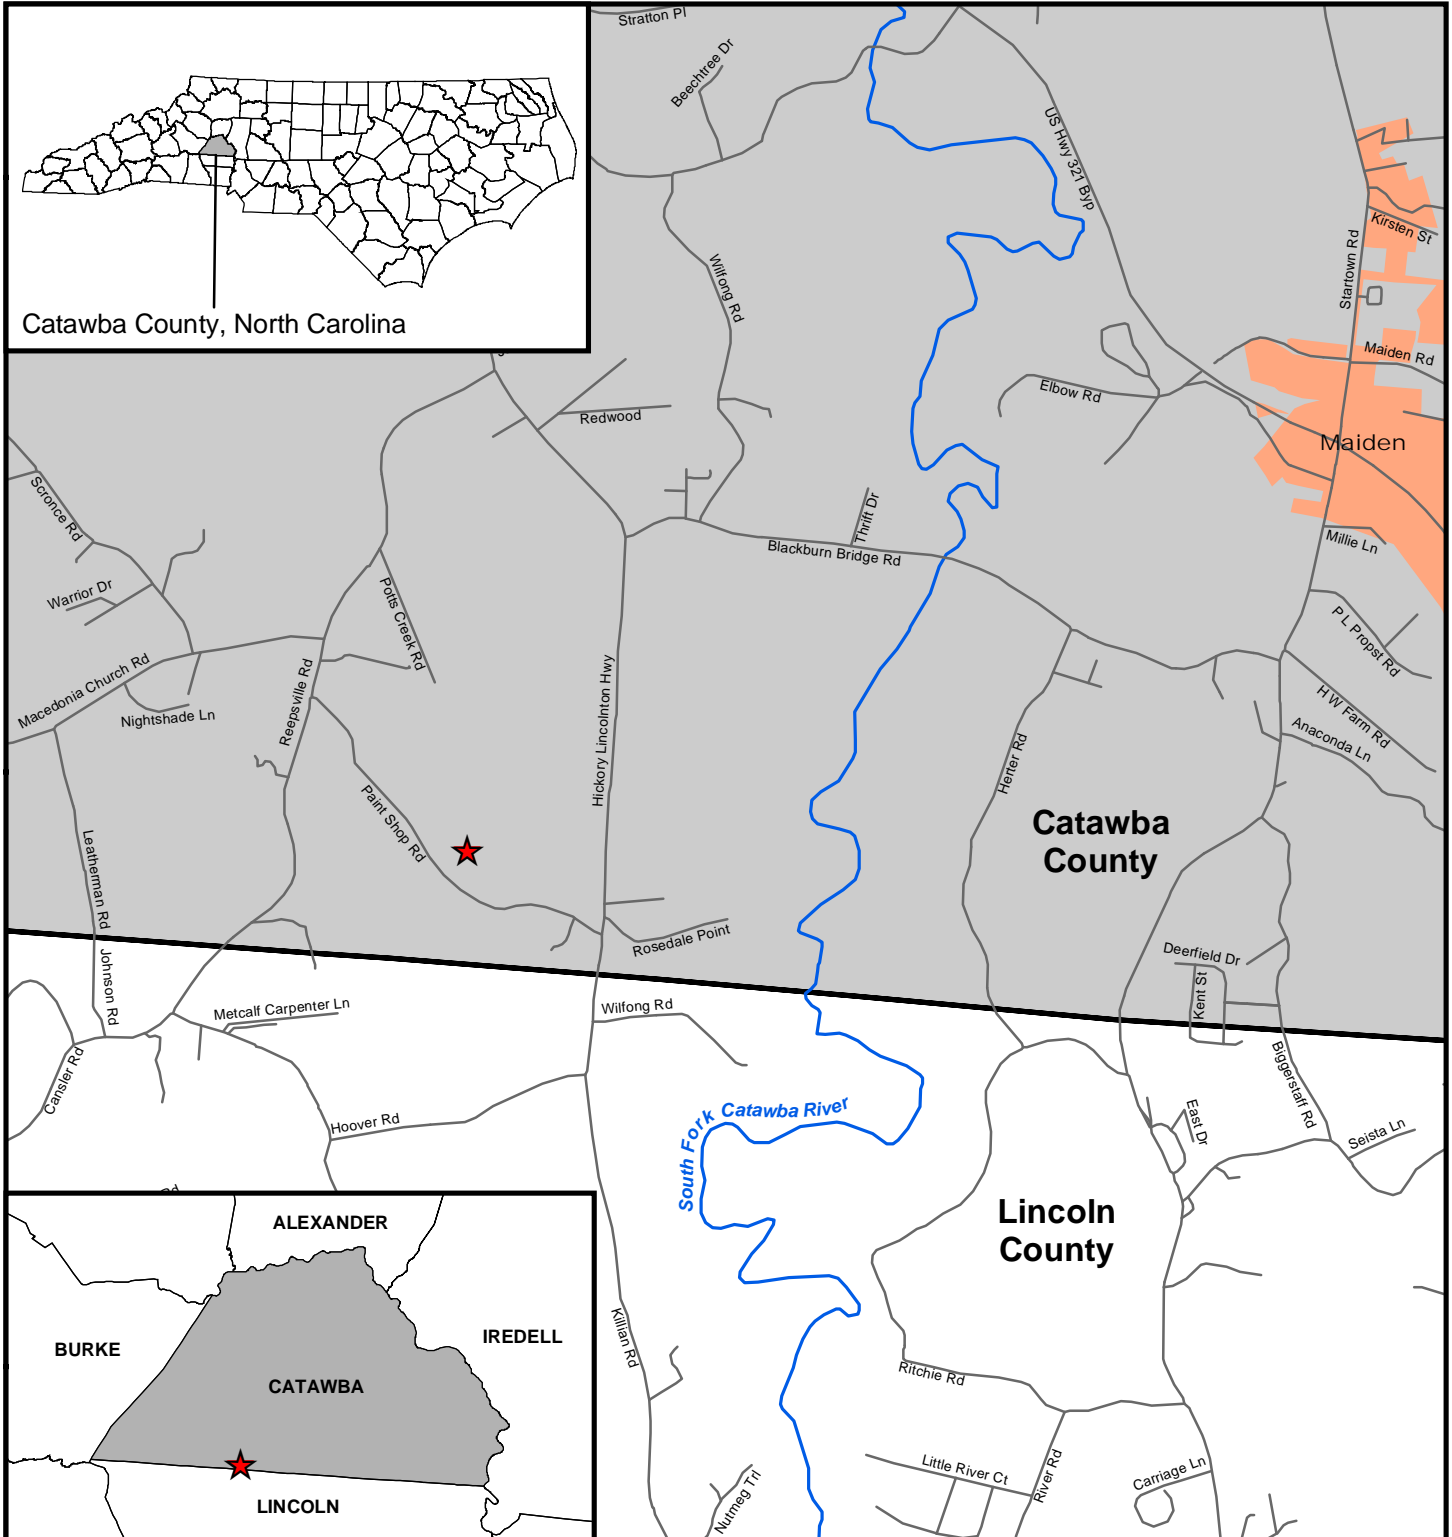 Stratton Pl
Beechtree Dr
US Hwy 321 Byp
Kirsten St
Startown Rd
Wilfong Rd
Catawba County, North Carolina
Maiden Rd
Elbow Rd
Redwood
Maiden
Scronce Rd
Thrift Dr
Millie Ln
Blackburn Bridge Rd
Warrior Dr
Potts Creek Rd
P L Propst Rd
Macedonia Church Rd
Reepsville Rd
Nightshade Ln
Hickory Lincolnton Hwy
H W Farm Rd
Anaconda Ln
Herter Rd
Paint Shop Rd
Catawba
County
Leatherman Rd
Rosedale Point
Deerfield Dr
Kent St
Johnson Rd
Metcalf Carpenter Ln
Wilfong Rd
Cansler Rd
Biggerstaff Rd
Hoover Rd
South Fork Catawba River
East Dr
Seista Ln
Rd
Lincoln
County
ALEXANDER
BURKE
IREDELL
CATAWBA
LINCOLN
Killian Rd
Ritchie Rd
Little River Ct
River Rd
Carriage Ln
Nutmeg Trl